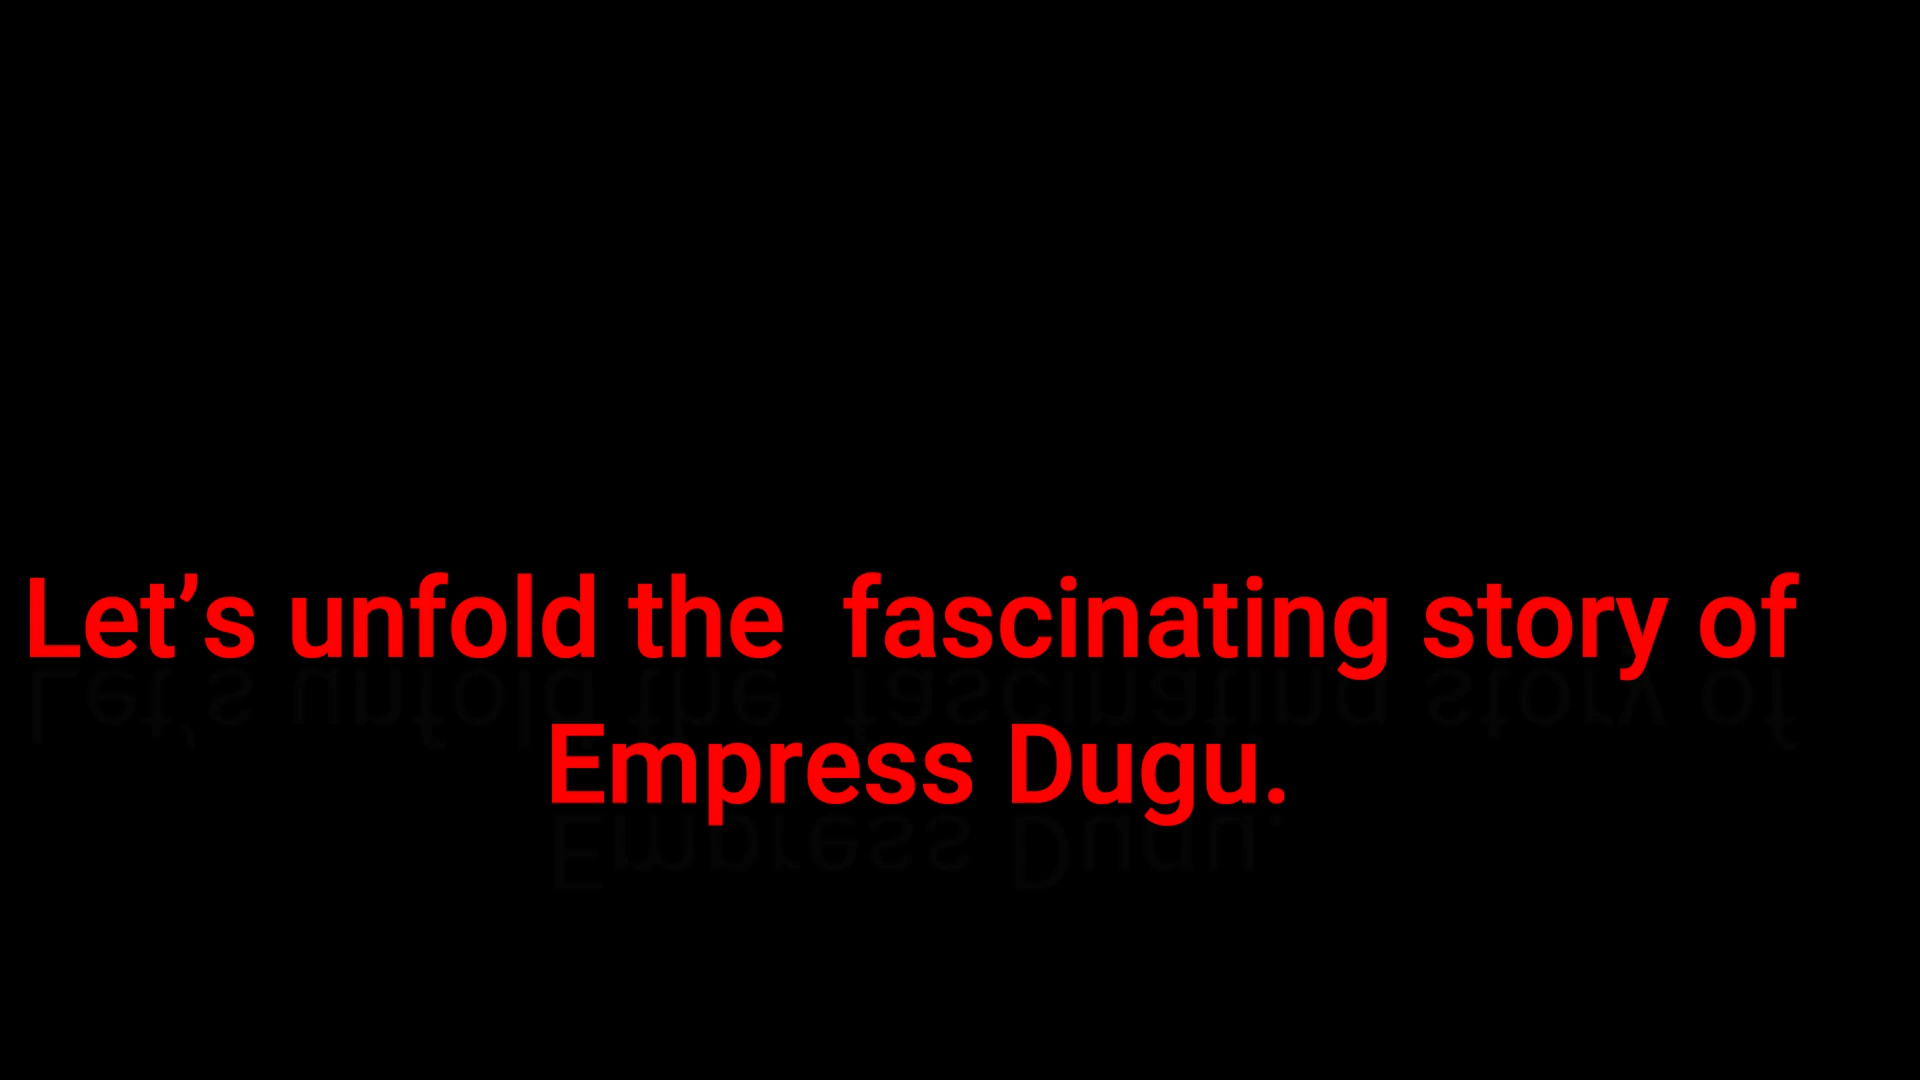 Let’s unfold the  fascinating story of
Empress Dugu.